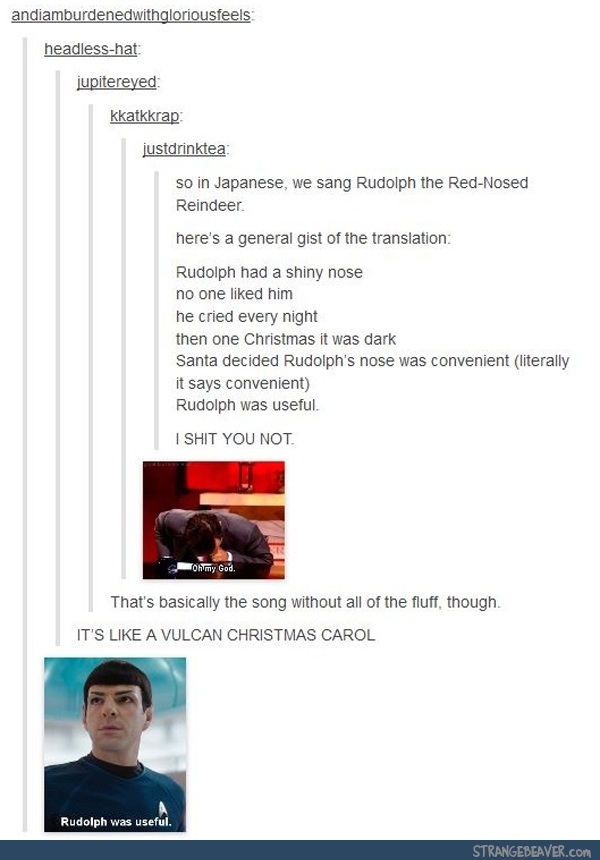 andiamburdenedwithgloriousfeels:
headless-hat:
jupitereyed:
kkatkkrap:
justdrinktea:
so in Japanese, we sang Rudolph the Red-Nosed
Reindeer.
here's a general gist of the translation:
Rudolph had a shiny nose
no one liked him
he cried every night
then one Christmas it was dark
Santa decided Rudolph's nose was convenient (literally
it says convenient)
Rudolph was useful.
I SHIT YOU NOT.
Oh my God.
That's basically the song without all of the fluff, though.
IT'S LIKE A VULCAN CHRISTMAS CAROL
Rudolph was useful.
STRANGEBEAVER.COM